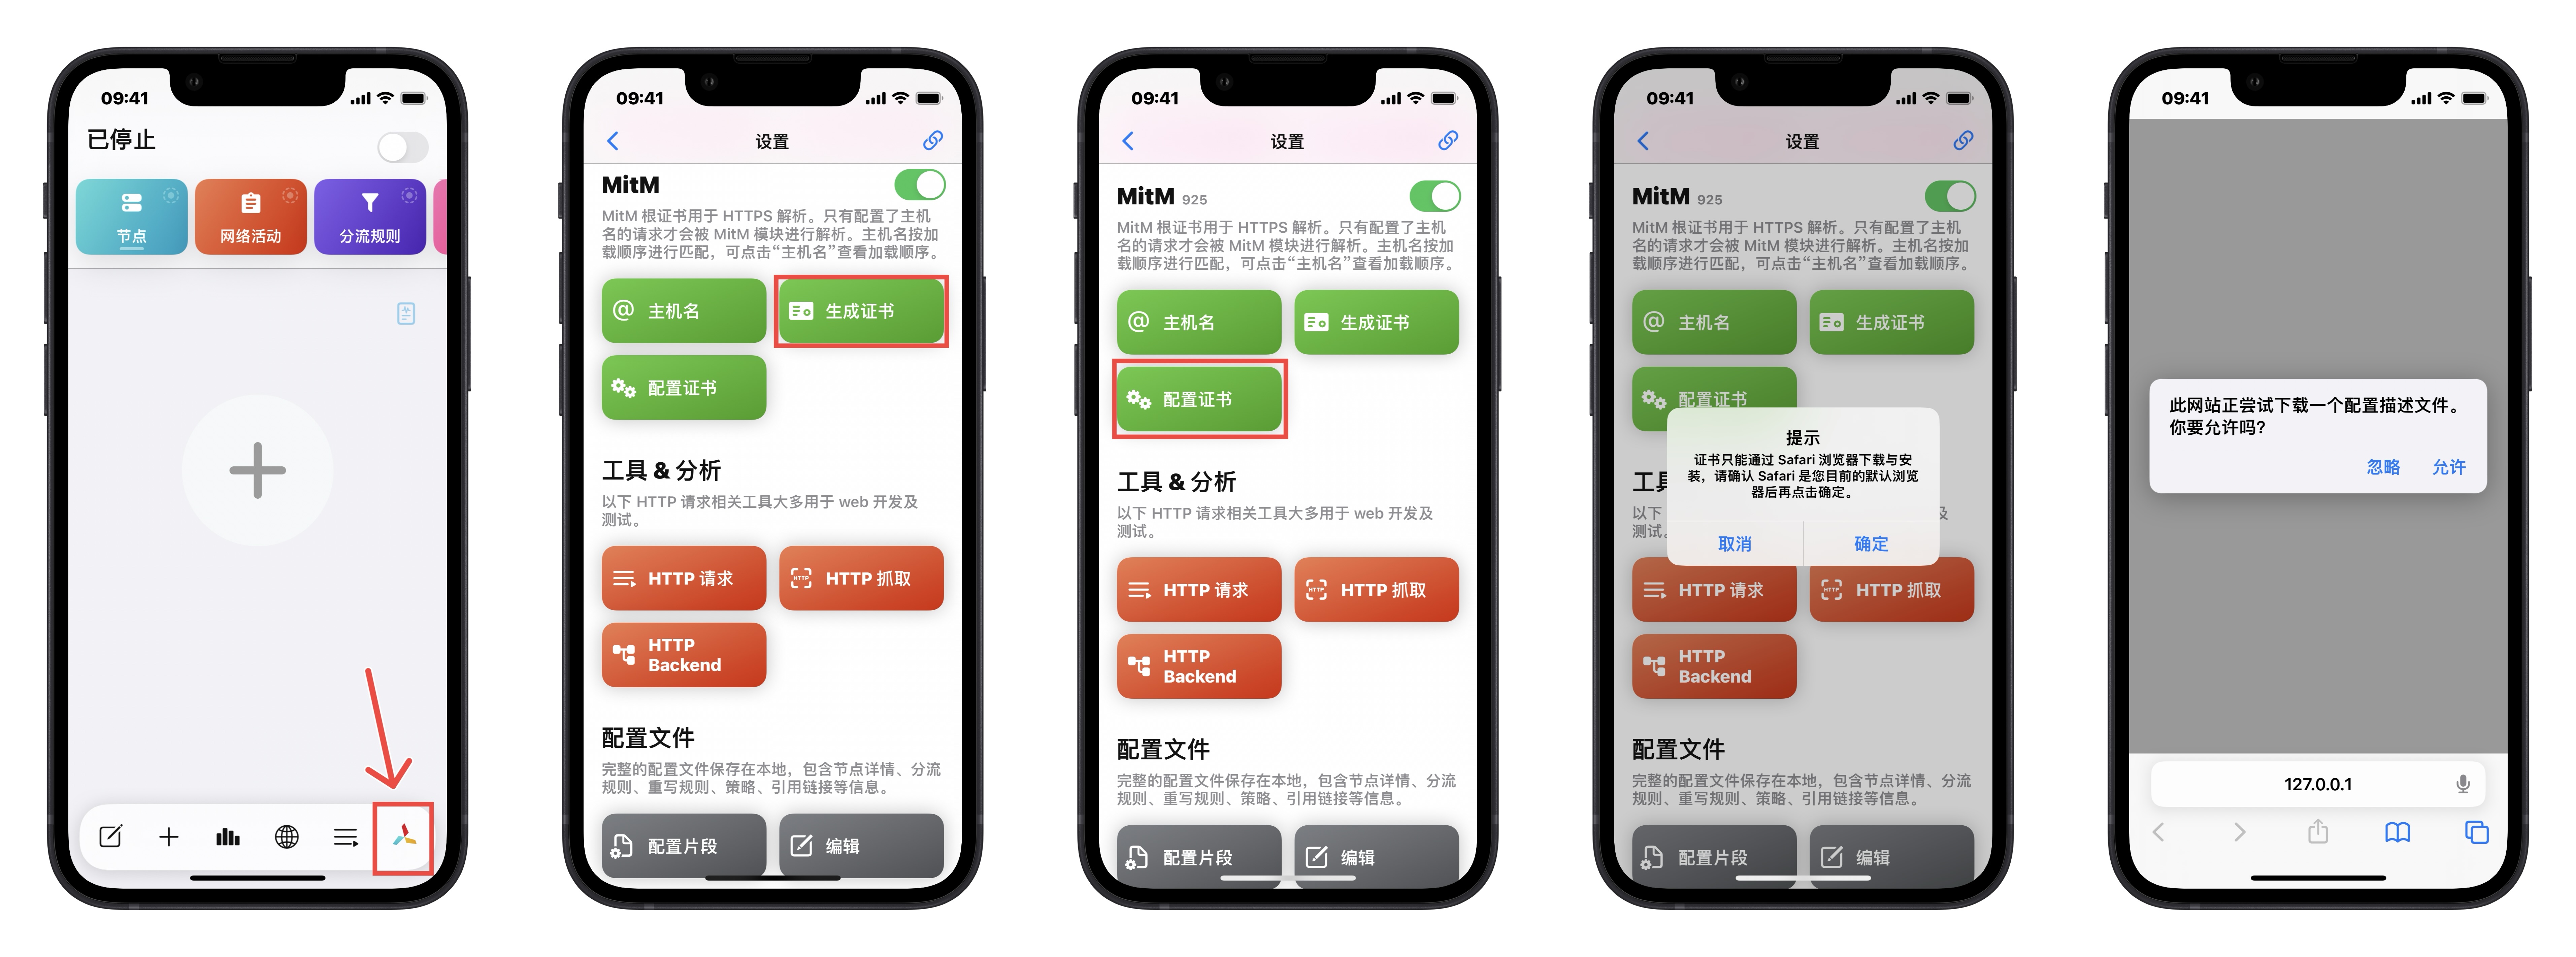 09:41
已停止
节点
网络活动
分流规则
09:41
设置
MitM
MitM 根证书用于 HTTPS 解析。只有配置了主机
名的请求才会被 MitM 模块进行解析。主机名按加
载顺序进行匹配，可点击“主机名”查看加载顺序。
@ 主机名
生成证书
配置证书
工具 & 分析
以下 HTTP 请求相关工具大多用于 web 开发及
测试。
HTTP 请求
HTTP
HTTP 抓取
HTTP
Backend
配置文件
完整的配置文件保存在本地，包含节点详情、分流
规则、重写规则、策略、引用链接等信息。
配置片段
编辑
09:41
设置
MitM 925
MitM 根证书用于 HTTPS 解析。只有配置了主机
名的请求才会被 MitM 模块进行解析。主机名按加
载顺序进行匹配，可点击“主机名”查看加载顺序。
@ 主机名
生成证书
配置证书
工具 & 分析
以下 HTTP 请求相关工具大多用于 web 开发及
测试。
HTTP 请求
HTTP
HTTP 抓取
HTTP
Backend
配置文件
完整的配置文件保存在本地，包含节点详情、分流
规则、重写规则、策略、引用链接等信息。
配置片段
编辑
09:41
设置
MitM 925
MitM 根证书用于 HTTPS 解析。只有配置了主机
名的请求才会被 MitM 模块进行解析。主机名按加
载顺序进行匹配，可点击“主机名”查看加载顺序。
@ 主机名
生成证书
配置证书
提示
证书只能通过 Safari 浏览器下载与安
装，请确认 Safari 是您目前的默认浏览
器后再点击确定。
取消
确定
工具
以下
及
测试。
HTTP 请求
HTTP
HTTP 抓取
HTTP
Backend
配置文件
完整的配置文件保存在本地，包含节点详情、分流
规则、重写规则、策略、引用链接等信息。
配置片段
编辑
09:41
此网站正尝试下载一个配置描述文件。
你要允许吗？
忽略
允许
127.0.0.1